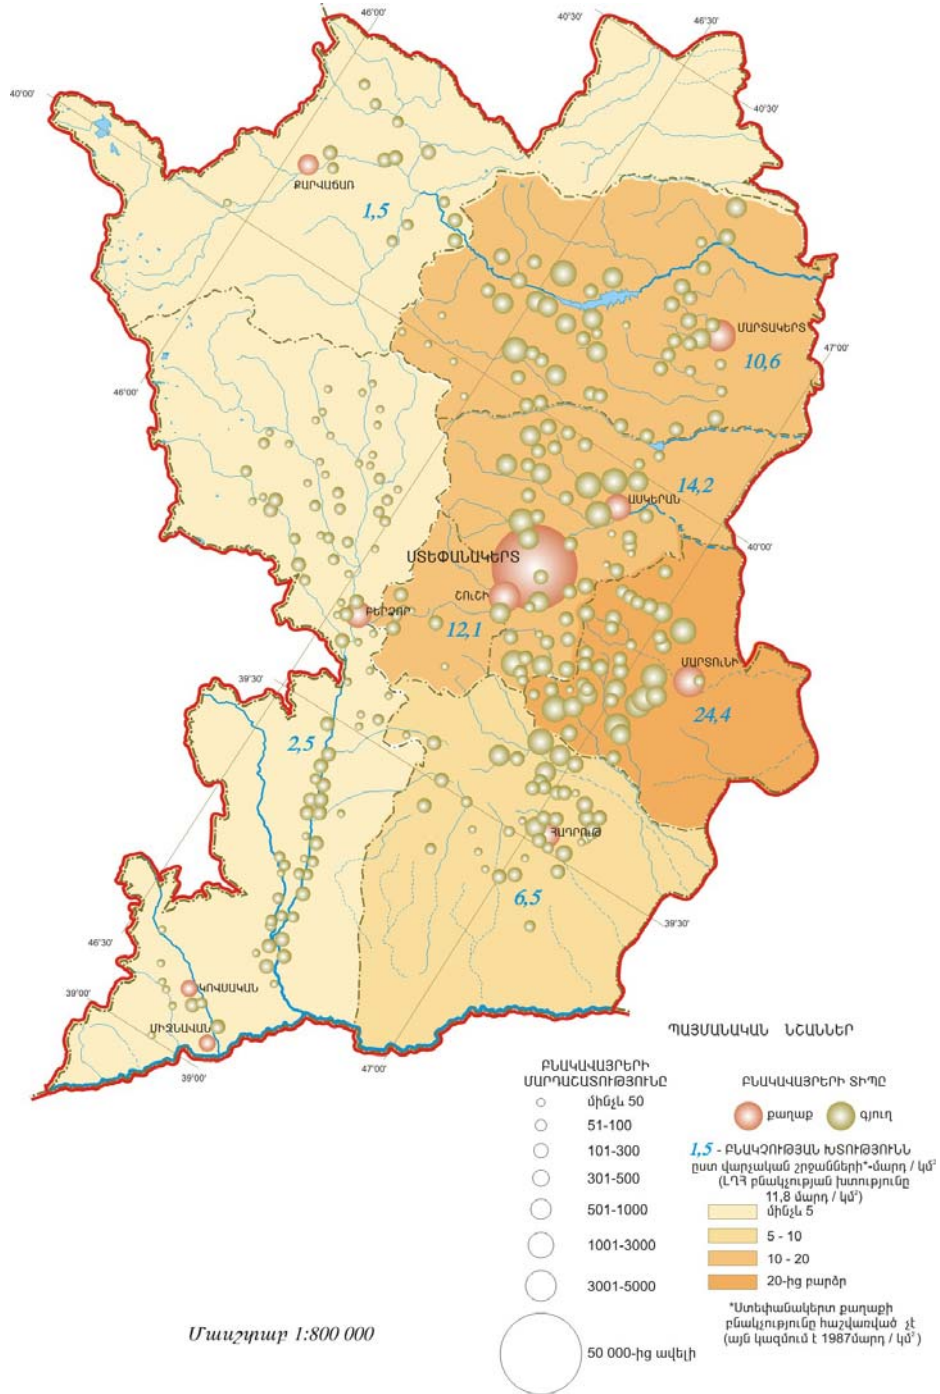 46°00'
40°30'
46°30'
40°00'
40°30'
ՔԱՐՎԱՃԱՌ
1,5
ՄԱՐՏԱԿԵՐՏ
10,6
47°00'
46°00'
14,2
ԱՍԿԵՐԱՆ
ՍՏԵՓԱՆԱԿԵՐՏ
40°00'
ՇՈւՇԻ
ԲԵՐՁՈՐ
12,1
ՄԱՐՏՈւՆԻ
39°30'
24,4
2,5
ՀԱԴՐՈւԹ
6,5
39°30'
46°30'
ԿՈՎՍԱԿԱՆ
39°00'
ՄԻՋՆԱՎԱՆ
39°00'
47°00'
ՊԱՅՄԱՆԱԿԱՆ ՆՇԱՆՆԵՐ
ԲՆԱԿԱՎԱՅՐԵՐԻ
ՄԱՐԴԱՇԱՏՈՒԹՅՈՒՆԸ
մինչև 50
51-100
101-300
301-500
501-1000
1001-3000
3001-5000
50 000-ից ավելի
ԲՆԱԿԱՎԱՅՐԵՐԻ ՏԻՊԸ
քաղաք գյուղ
1,5 - ԲՆԱԿՉՈՒԹՅԱՆ ԽՏՈՒԹՅՈՒՆՆ
ըստ վարչական շրջանների*-մարդ / կմ²
(ԼՂՀ բնակչության խտությունը
11,8 մարդ / կմ²)
մինչև 5
5 - 10
10 - 20
20-ից բարձր
*Ստեփանակերտ քաղաքի
բնակչությունը հաշվառված չէ
(այն կազմում է 1987մարդ / կմ²)
Մասշտաբ 1:800 000